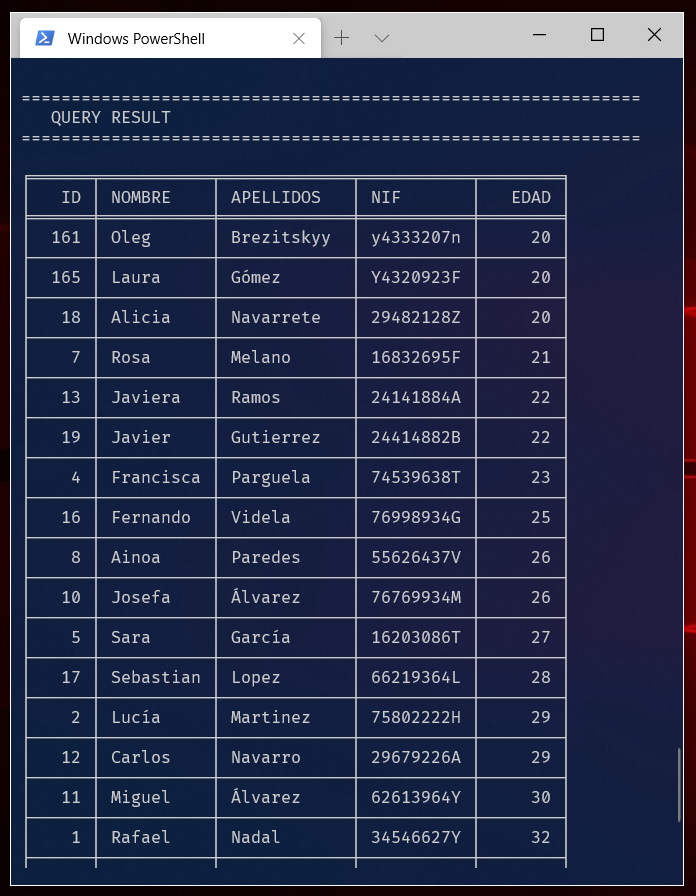 Windows PowerShell
==============================================================
QUERY RESULT
==============================================================
ID NOMBRE APELLIDOS NIF EDAD
161 Oleg Brezitskyy y4333207n 20
165 Laura Gómez Y4320923F 20
18 Alicia Navarrete 29482128Z 20
7 Rosa Melano 16832695F 21
13 Javiera Ramos 24141884A 22
19 Javier Gutierrez 24414882B 22
4 Francisca Parguela 74539638T 23
16 Fernando Videla 76998934G 25
8 Ainoa Paredes 55626437V 26
10 Josefa Álvarez 76769934M 26
5 Sara García 16203086T 27
17 Sebastian Lopez 66219364L 28
2 Lucía Martinez 75802222H 29
12 Carlos Navarro 29679226A 29
11 Miguel Álvarez 62613964Y 30
1 Rafael Nadal 34546627Y 32